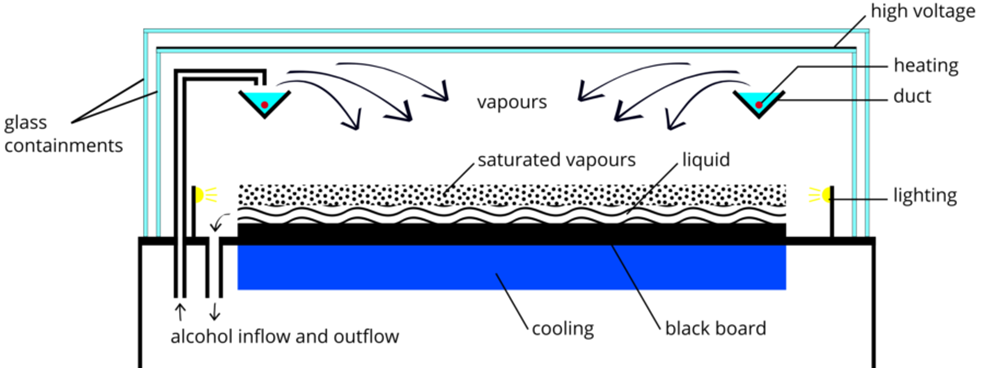 high voltage
heating
duct
vapours
glass
containments
saturated vapours
liquid
lighting
alcohol inflow and outflow
cooling
black board